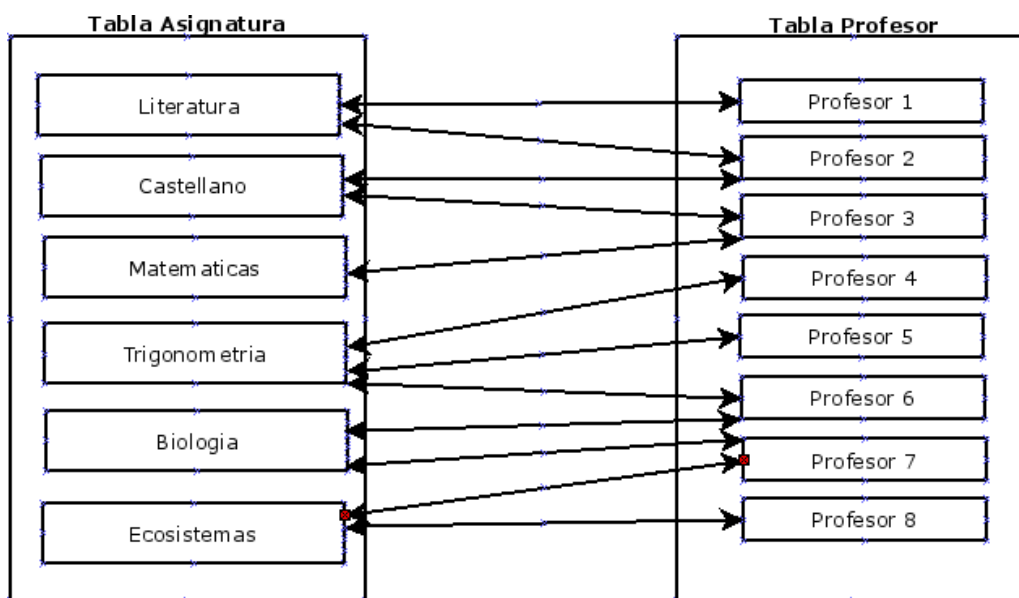 Tabla Asignatura
Literatura
Castellano
Matematicas
Trigonometria
Biologia
Ecosistemas
Tabla Profesor
Profesor 1
Profesor 2
Profesor 3
Profesor 4
Profesor 5
Profesor 6
Profesor 7
Profesor 8